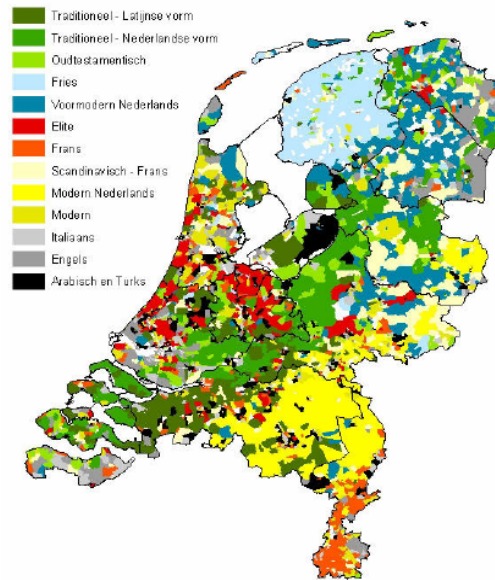 Traditioneel - Latijnse vorm
Traditioneel - Nederlandse vorm
Oudtestamentisch
Fries
Voormodern Nederlands
Elite
Frans
Scandinavisch - Frans
Modern Nederlands
Modern
Italiaans
Engels
Arabisch en Turks